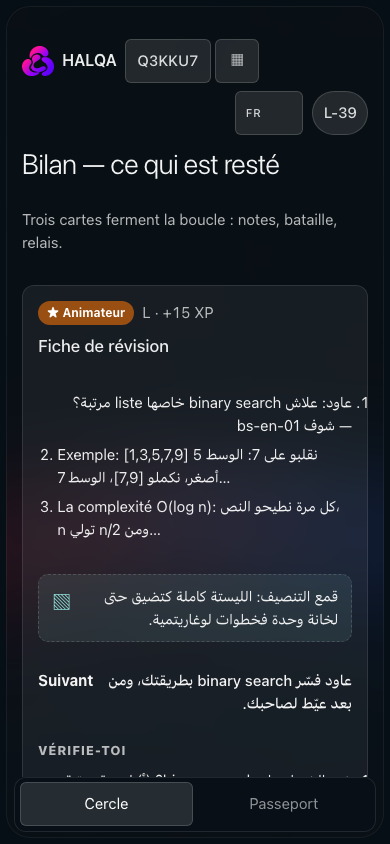 HALQA
Q3KKU7
FR
L-39
Bilan — ce qui est resté
Trois cartes ferment la boucle : notes, bataille,
relais.
Animateur
L · +15 XP
Fiche de révision
1. عاود: علاش binary search خاصها liste مرتبة؟
— شوف bs-en-01
2. Exemple: [1,3,5,7,9] نقلبو على 7: الوسط 5
أصغر، نكملو [7,9]، الوسط 7...
3. La complexité O(log n): كل مرة نطيحو النص،
n تولي n/2 ومن...
قمع التنصيف: الليستة كاملة كتضيق حتى
لخانة وحدة فخطوات لوغاريتمية.
Suivant
عاود فسّر binary search بطريقتك، ومن
بعد عيّط لصاحبك.
VÉRIFIE-TOI
Cercle
Passeport